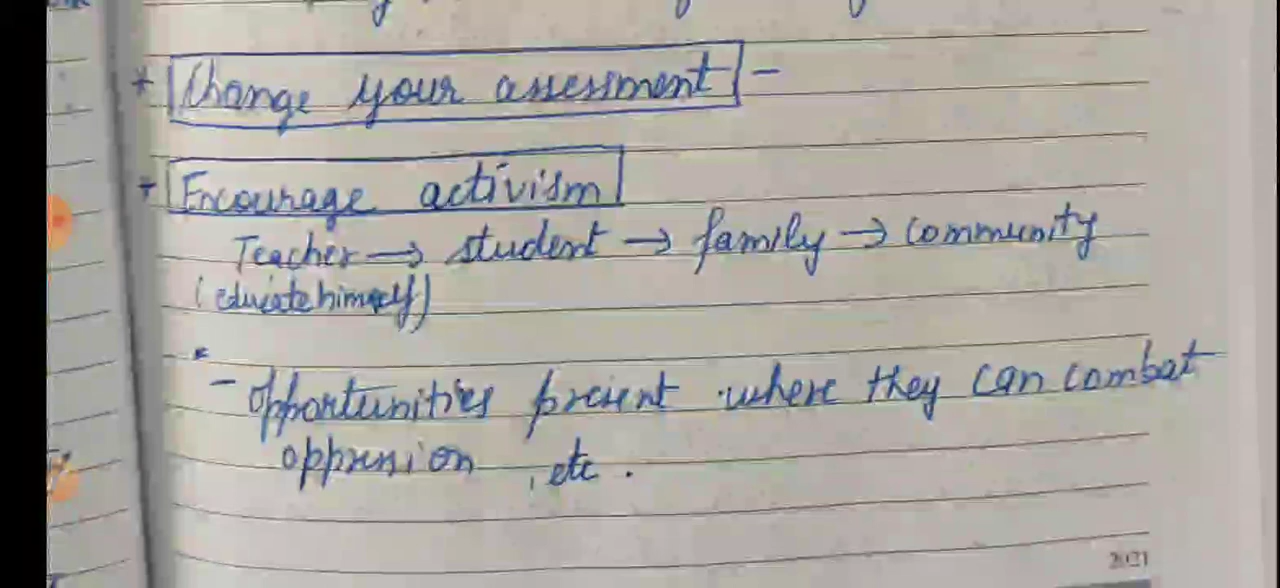 * Change your assessment -
* Encourage activism
Teacher → student → family → community
(educate himself)
- opportunities present where they can combat
oppression, etc.
2021